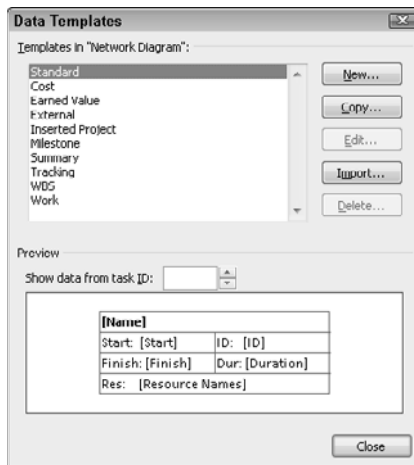 Data Templates
Templates in "Network Diagram":
Standard
Cost
Earned Value
External
Inserted Project
Milestone
Summary
Tracking
WBS
Work
New...
Copy...
Edit...
Import...
Delete...
Preview
Show data from task ID:
[Name]
Start: [Start] ID: [ID]
Finish: [Finish] Dur: [Duration]
Res: [Resource Names]
Close